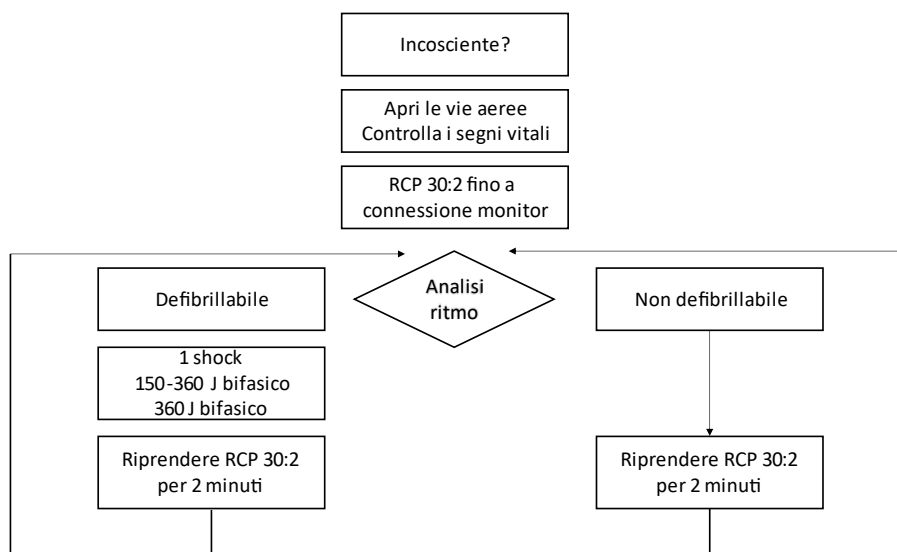 Incosciente?
Apri le vie aeree
Controlla i segni vitali
RCP 30:2 fino a
connessione monitor
Analisi
ritmo
Defibrillabile
Non defibrillabile
1 shock
150-360 J bifasico
360 J bifasico
Riprendere RCP 30:2
per 2 minuti
Riprendere RCP 30:2
per 2 minuti